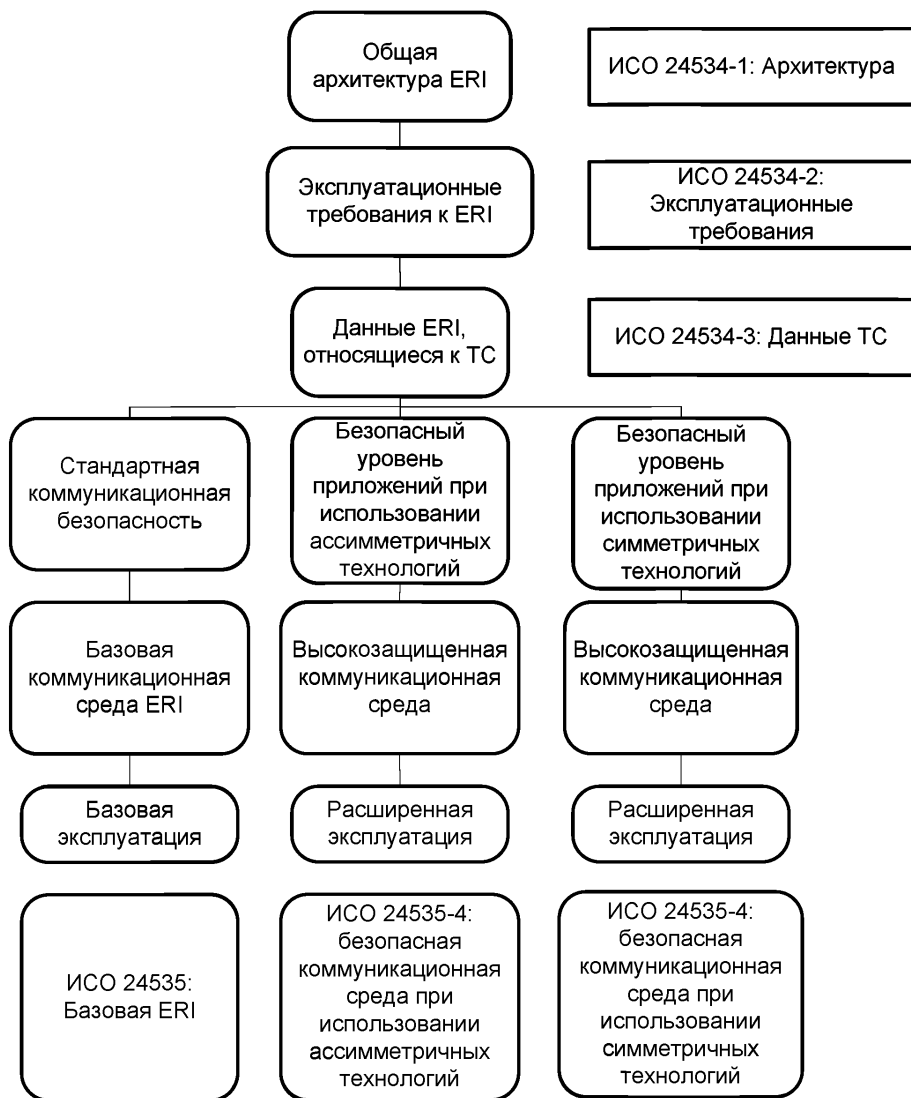 Общая
архитектура ERI
ИСО 24534-1: Архитектура
Эксплуатационные
требования к ERI
ИСО 24534-2:
Эксплуатационные
требования
Данные ERI,
относящиеся к ТС
ИСО 24534-3: Данные ТС
Стандартная
коммуникационная
безопасность
Безопасный
уровень
приложений при
использовании
ассимметричных
технологий
Безопасный
уровень
приложений при
использовании
симметричных
технологий
Базовая
коммуникационная
среда ERI
Высокозащищенная
коммуникационная
среда
Высокозащищенная
коммуникационная
среда
Базовая
эксплуатация
Расширенная
эксплуатация
Расширенная
эксплуатация
ИСО 24535:
Базовая ERI
ИСО 24535-4:
безопасная
коммуникационная
среда при
использовании
ассимметричных
технологий
ИСО 24535-4:
безопасная
коммуникационная
среда при
использовании
симметричных
технологий